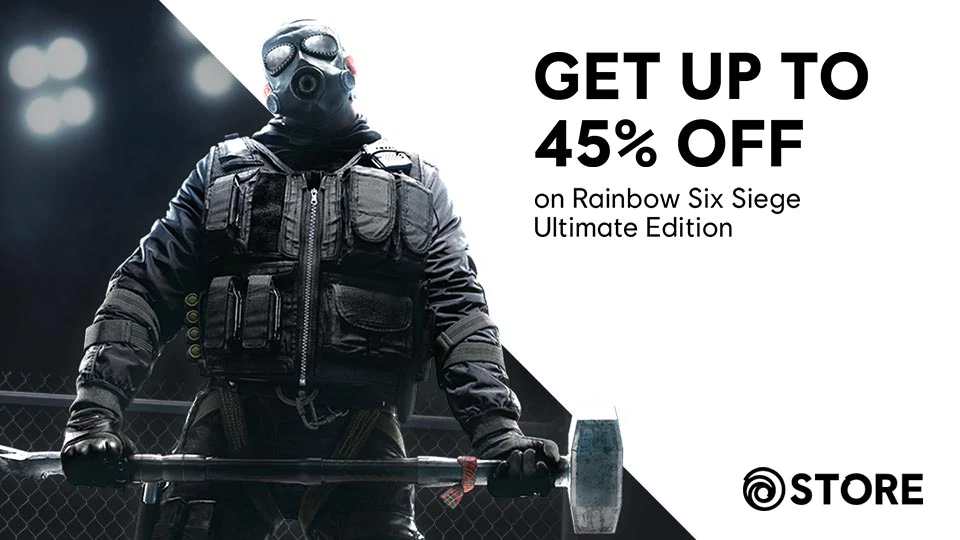 GET UP TO
45% OFF
on Rainbow Six Siege
Ultimate Edition
STORE